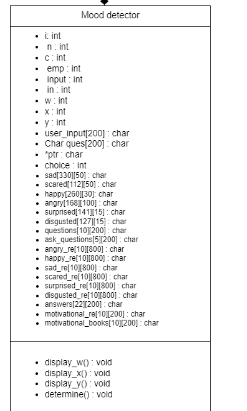 Mood detector
• i: int
• n : int
• c : int
• emp : int
• input : int
• in : int
• w : int
• x : int
• y : int
• user_input[200] : char
• Char ques[200] : char
• *ptr : char
• choice : int
• sad[330][50] : char
• scared[112][50] : char
• happy[260][30]: char
• angry[168][100] : char
• surprised[141][15] : char
• disgusted[127][15] : char
• questions[10][200] : char
• ask_questions[5][200] : char
• angry_re[10][800] : char
• happy_re[10][800] : char
• sad_re[10][800] : char
• scared_re[10][800] : char
• surprised_re[10][800] : char
• disgusted_re[10][800] : char
• answers[22][200] : char
• motivational_re[10][200] : char
• motivational_books[10][200] : char
• display_w() : void
• display_x() : void
• display_y() : void
• determine() : void